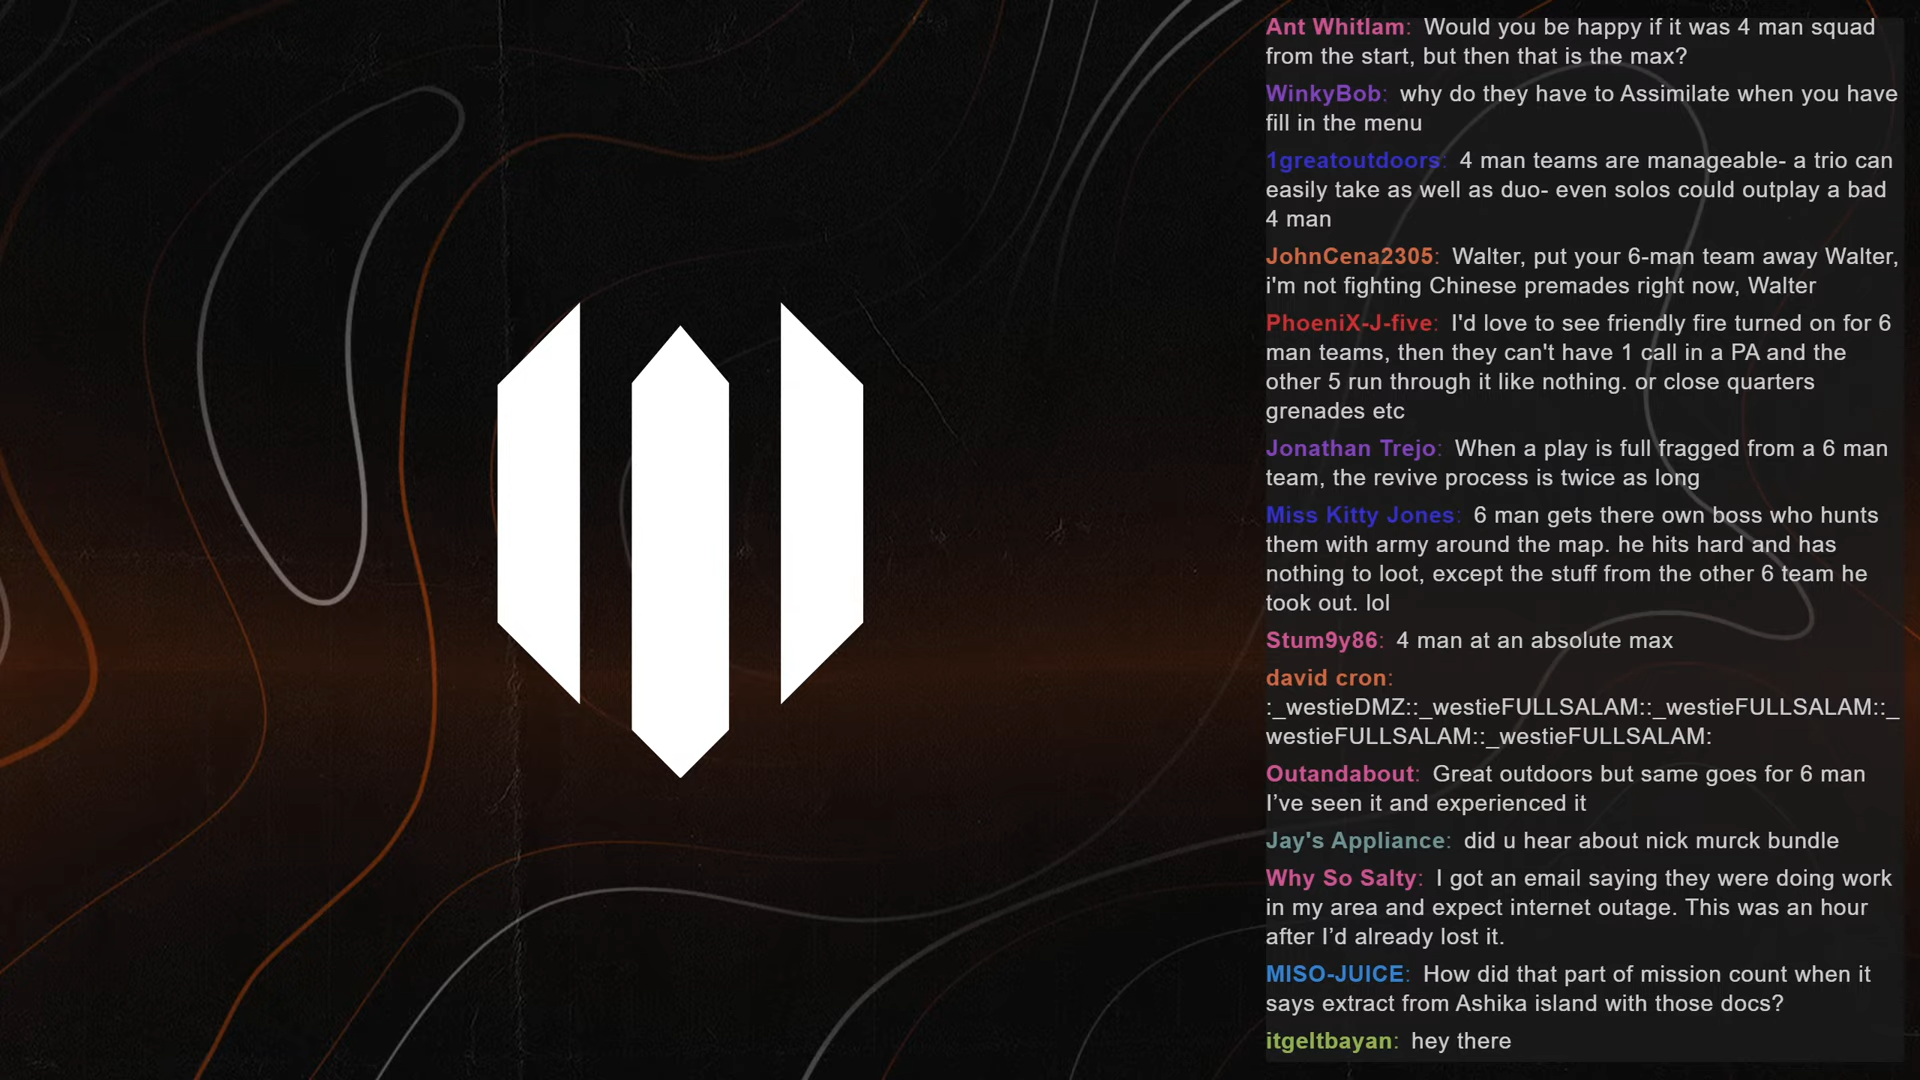 Ant Whitlam: Would you be happy if it was 4 man squad
from the start, but then that is the max?
WinkyBob: why do they have to Assimilate when you have
fill in the menu
1greatoutdoors: 4 man teams are manageable- a trio can
easily take as well as duo- even solos could outplay a bad
4 man
JohnCena2305: Walter, put your 6-man team away Walter,
i'm not fighting Chinese premades right now, Walter
PhoeniX-J-five: I'd love to see friendly fire turned on for 6
man teams, then they can't have 1 call in a PA and the
other 5 run through it like nothing. or close quarters
grenades etc
Jonathan Trejo: When a play is full fragged from a 6 man
team, the revive process is twice as long
Miss Kitty Jones: 6 man gets there own boss who hunts
them with army around the map. he hits hard and has
nothing to loot, except the stuff from the other 6 team he
took out. lol
Stum9y86: 4 man at an absolute max
david cron:
:_westieDMZ::_westieFULLSALAM::_westieFULLSALAM::_
westieFULLSALAM::_westieFULLSALAM:
Outandabout: Great outdoors but same goes for 6 man
I’ve seen it and experienced it
Jay's Appliance: did u hear about nick murck bundle
Why So Salty: I got an email saying they were doing work
in my area and expect internet outage. This was an hour
after I’d already lost it.
MISO-JUICE: How did that part of mission count when it
says extract from Ashika island with those docs?
itgeltbayan: hey there